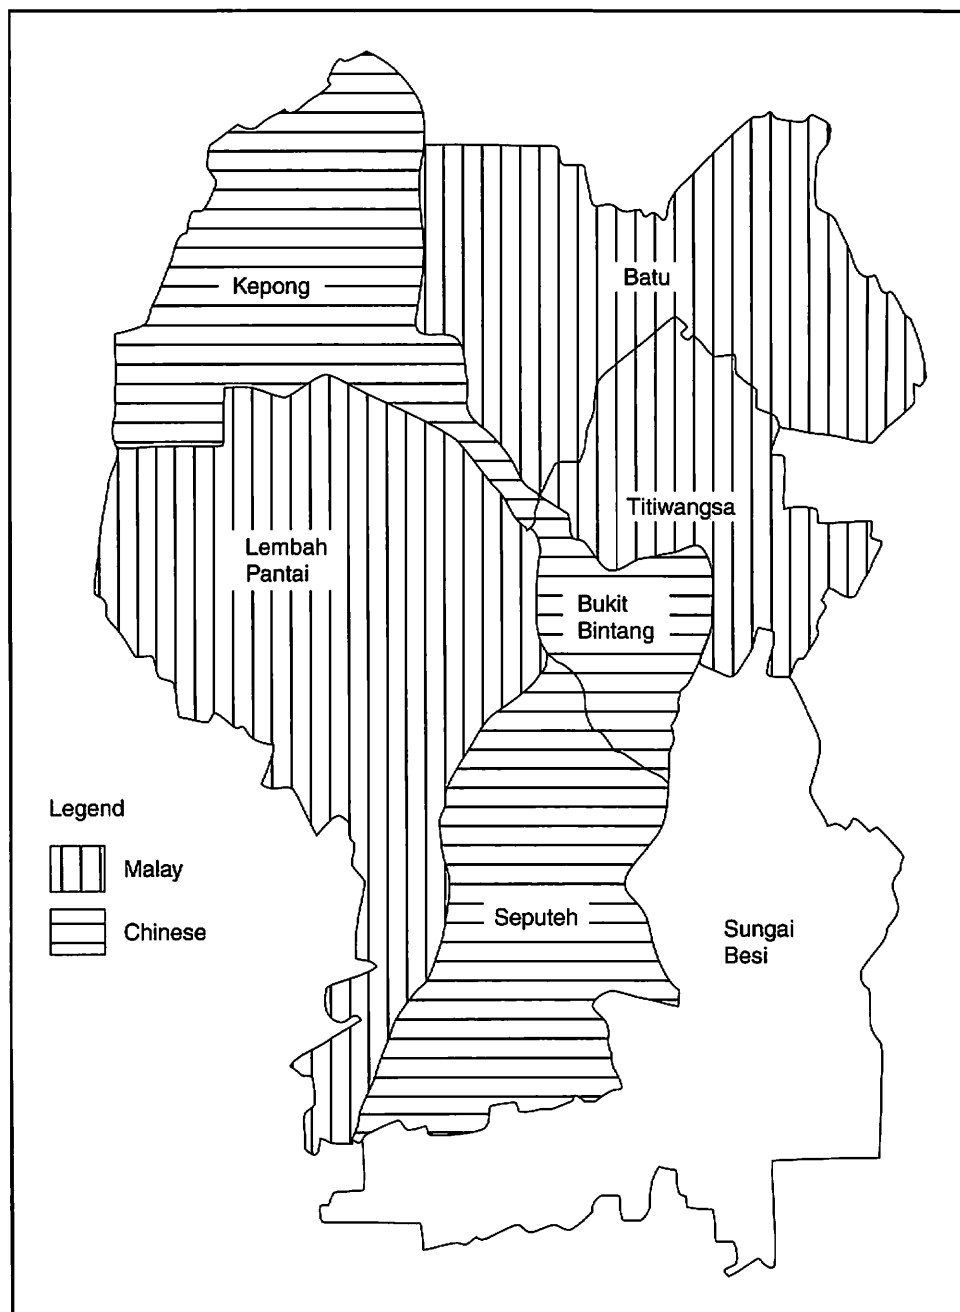 Kepong
Batu
Titiwangsa
Lembah
Pantai
Bukit
Bintang
Legend
Malay
Chinese
Seputeh
Sungai
Besi